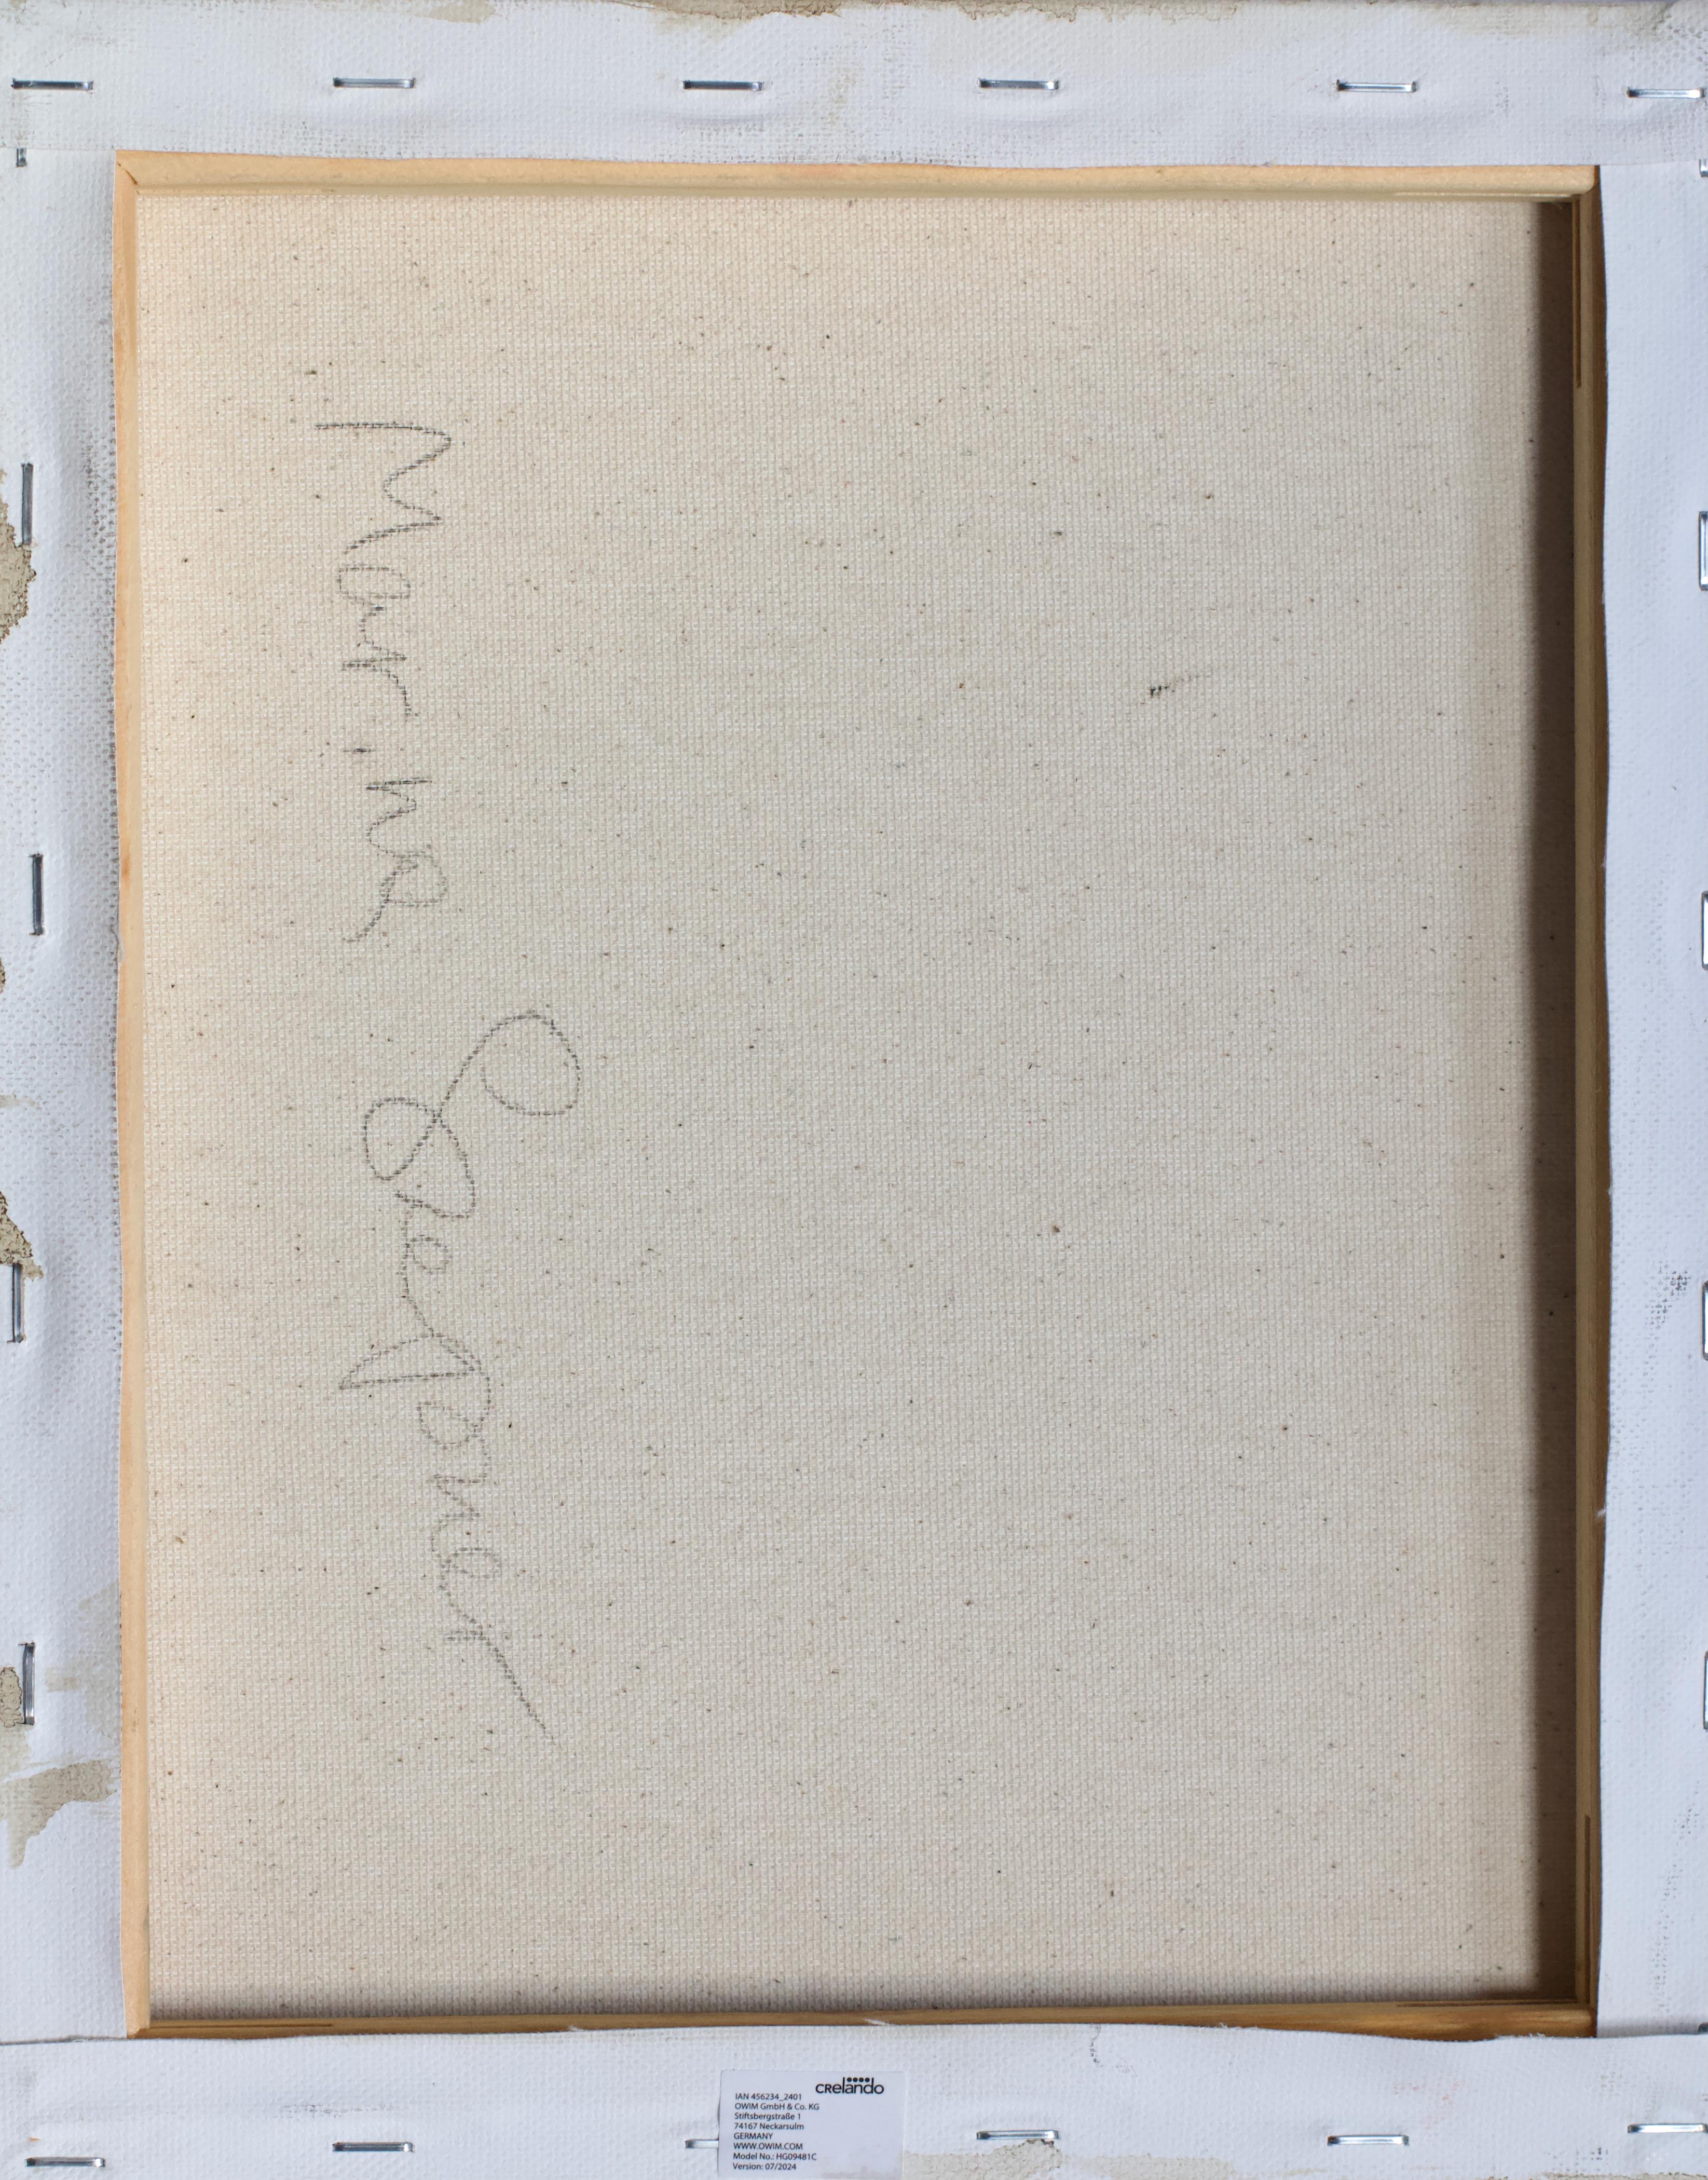 Marina
CRelando
IAN 456234_2401
OWIM GmbH & Co. KG
Stiftsbergstraße 1
74167 Neckarsulm
GERMANY
WWW.OWIM.COM
Model No.: HG09481C
Version: 07/2024